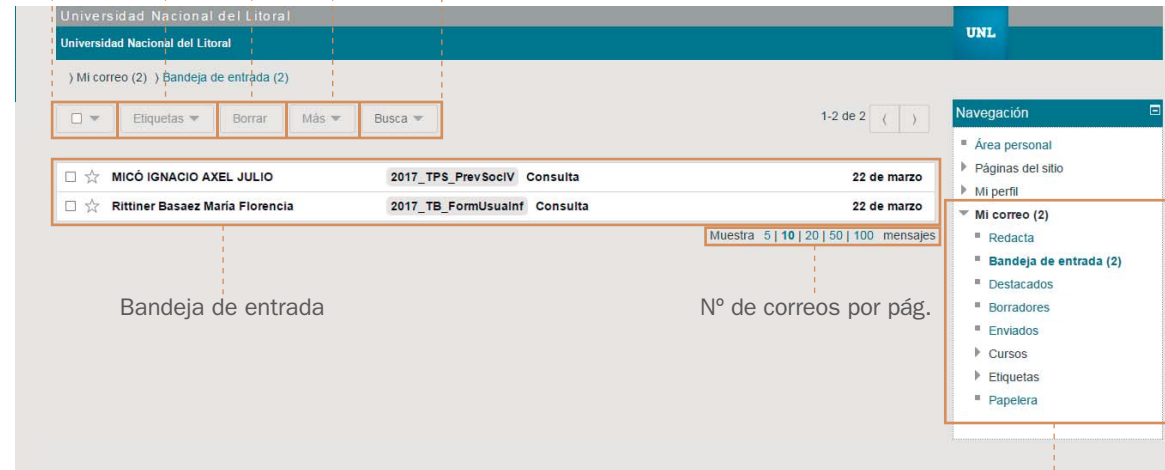 Universidad Nacional del Litoral
Universidad Nacional del Litoral
UNL
⟩ Mi correo (2) ⟩ Bandeja de entrada (2)
Etiquetas Borrar Más Busca 1-2 de 2 ⟨ ⟩
MICÓ IGNACIO AXEL JULIO 2017_TPS_PrevSocIV Consulta 22 de marzo
Rittiner Basaez María Florencia 2017_TB_FormUsuaInf Consulta 22 de marzo
Muestra 5 | 10 | 20 | 50 | 100 mensajes
Bandeja de entrada
Nº de correos por pág.
Navegación
Área personal
Páginas del sitio
Mi perfil
Mi correo (2)
Redacta
Bandeja de entrada (2)
Destacados
Borradores
Enviados
Cursos
Etiquetas
Papelera